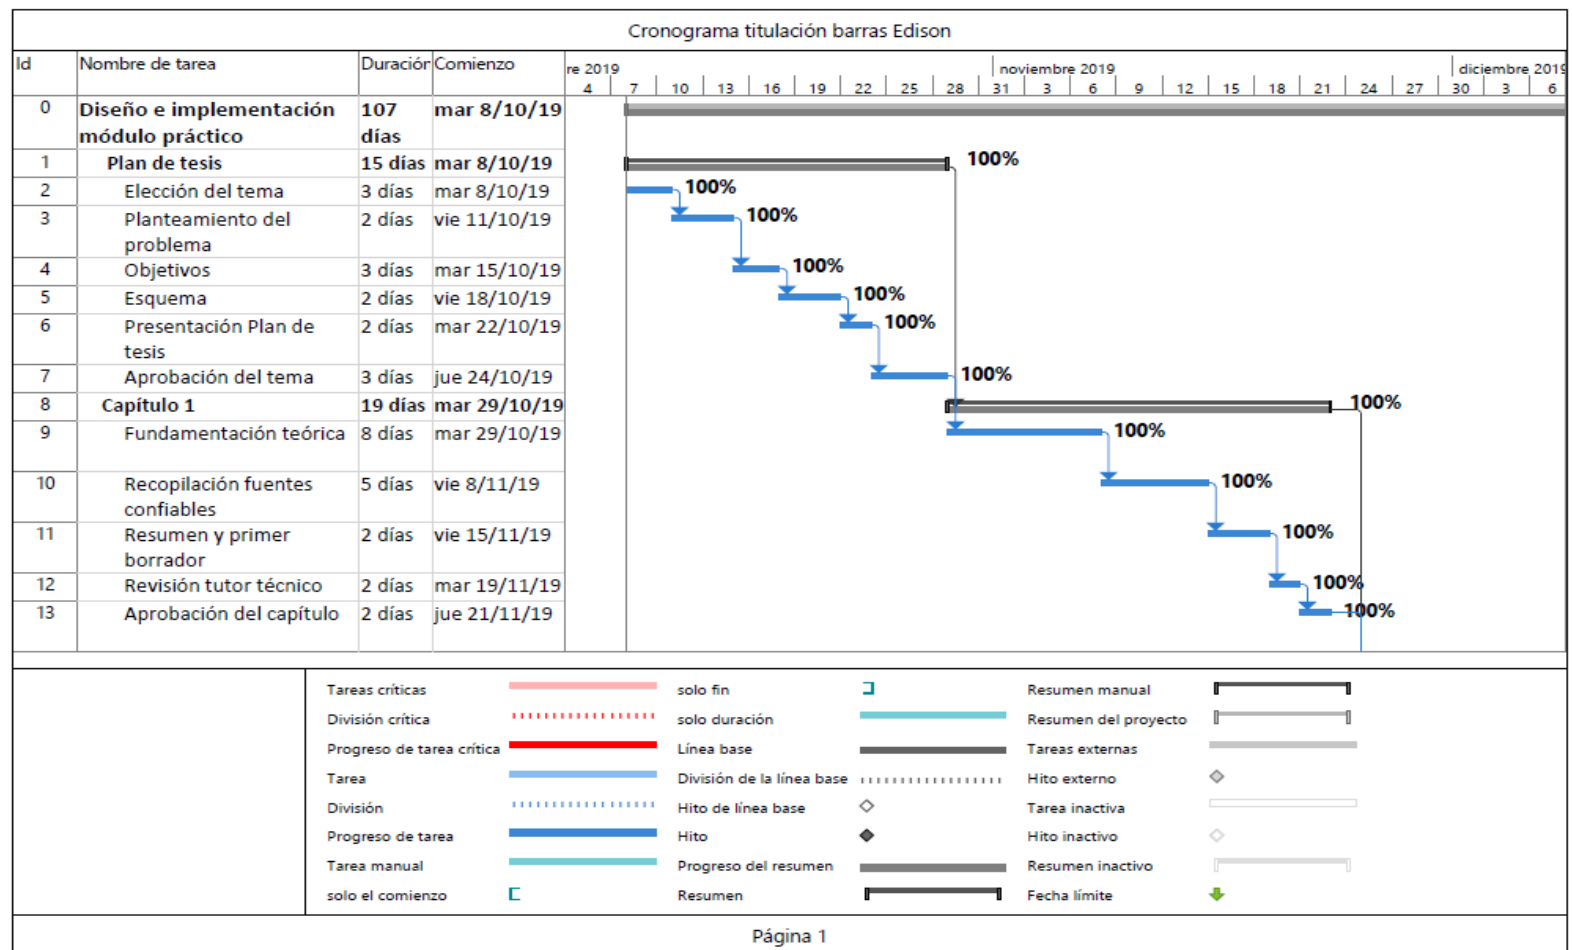 Cronograma titulación barras Edison
Id Nombre de tarea Duración Comienzo re 2019 noviembre 2019 diciembre 2019
4 7 10 13 16 19 22 25 28 31 3 6 9 12 15 18 21 24 27 30 3 6
0 Diseño e implementación 107 mar 8/10/19
módulo práctico días
1 Plan de tesis 15 días mar 8/10/19 100%
2 Elección del tema 3 días mar 8/10/19 100%
3 Planteamiento del 2 días vie 11/10/19 100%
problema
4 Objetivos 3 días mar 15/10/19 100%
5 Esquema 2 días vie 18/10/19 100%
6 Presentación Plan de 2 días mar 22/10/19 100%
tesis
7 Aprobación del tema 3 días jue 24/10/19 100%
8 Capítulo 1 19 días mar 29/10/19 100%
9 Fundamentación teórica 8 días mar 29/10/19 100%
10 Recopilación fuentes 5 días vie 8/11/19 100%
confiables
11 Resumen y primer 2 días vie 15/11/19 100%
borrador
12 Revisión tutor técnico 2 días mar 19/11/19 100%
13 Aprobación del capítulo 2 días jue 21/11/19 100%
Tareas críticas solo fin Resumen manual
División crítica solo duración Resumen del proyecto
Progreso de tarea crítica Línea base Tareas externas
Tarea División de la línea base Hito externo
División Hito de línea base Tarea inactiva
Progreso de tarea Hito Hito inactivo
Tarea manual Progreso del resumen Resumen inactivo
solo el comienzo Resumen Fecha límite
Página 1